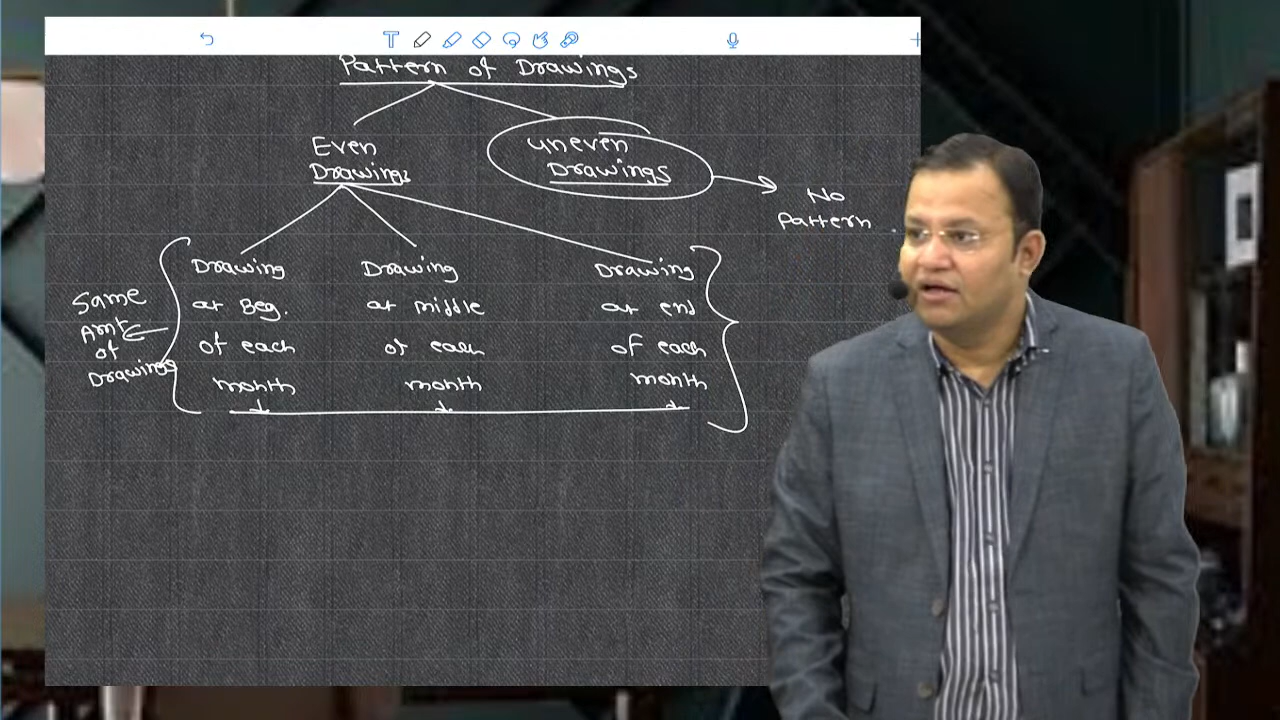 Pattern of Drawings
Even
Drawings
uneven
Drawings
No
Pattern.
Drawing
at Beg.
of each
month
Drawing
at middle
of each
month
Drawing
at end
of each
month
Same
Amt
of
Drawings